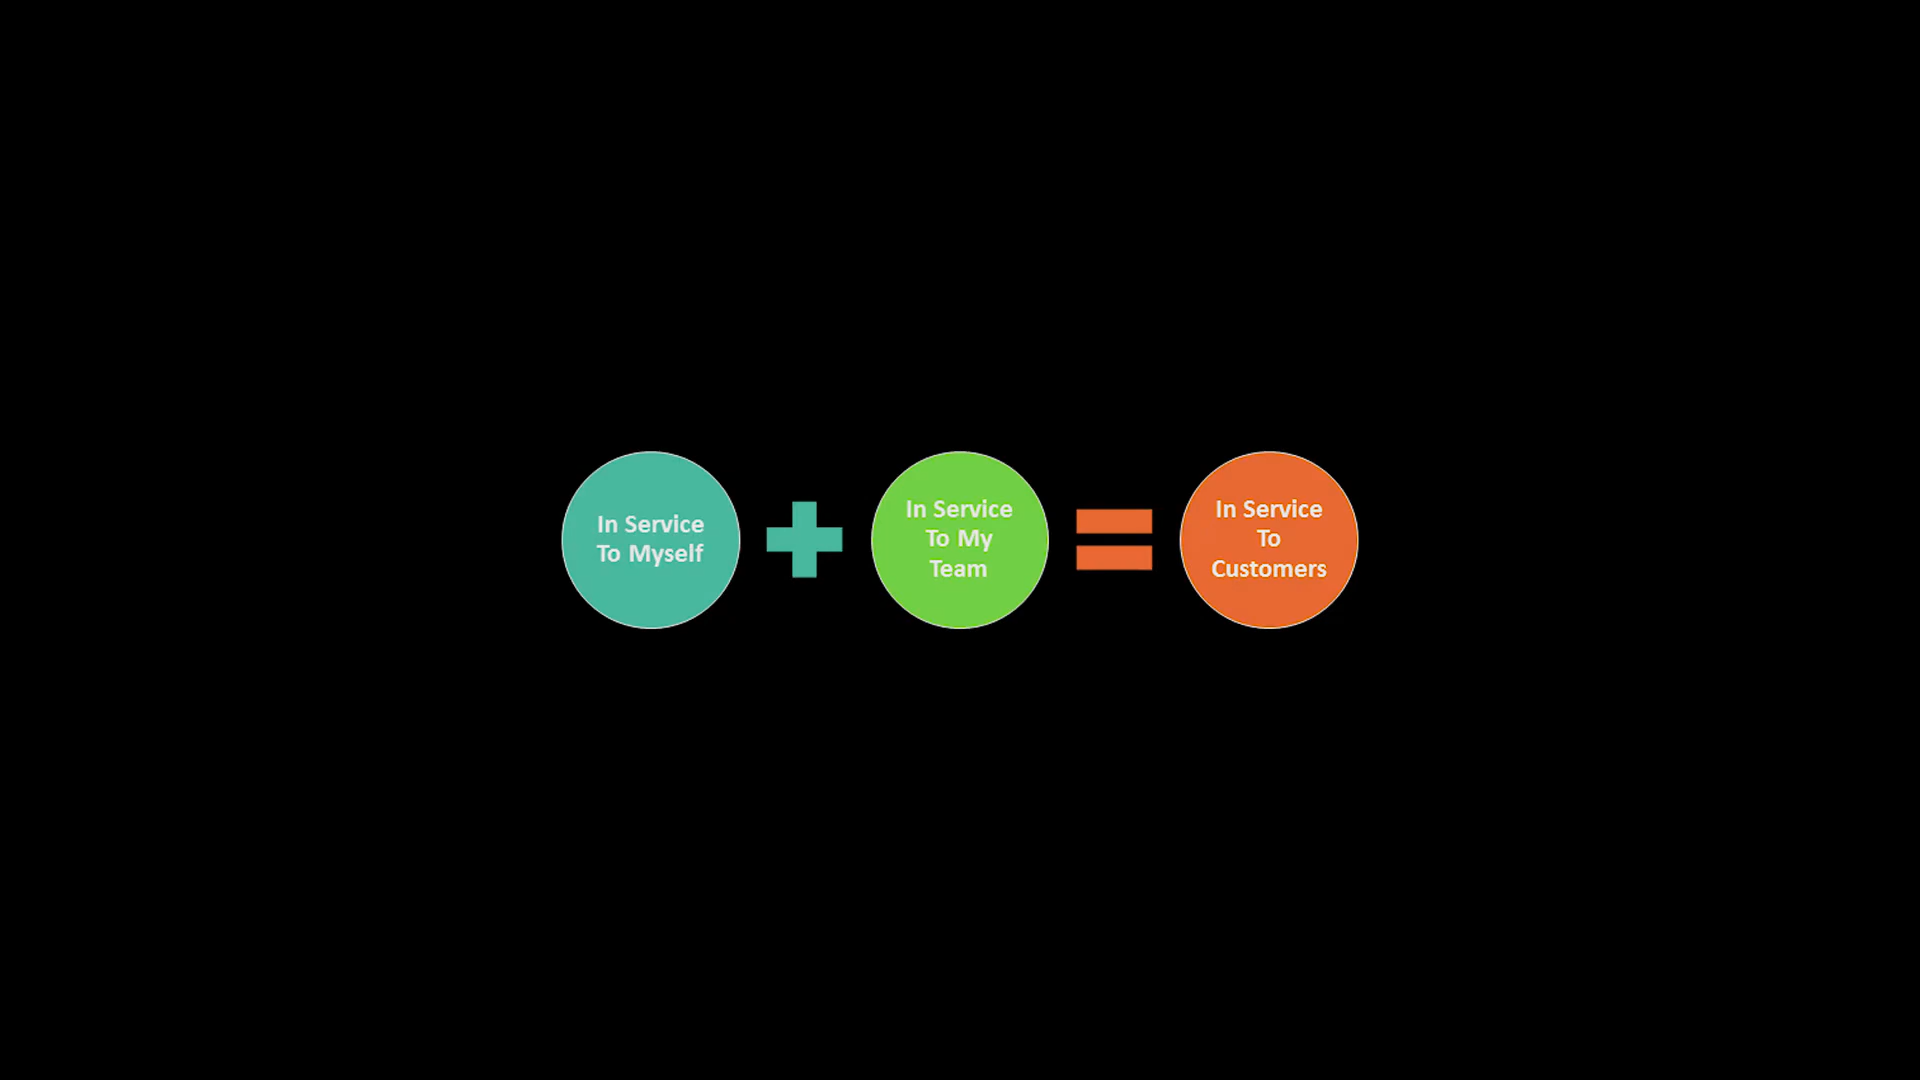 In Service
To Myself
In Service
To My
Team
In Service
To
Customers